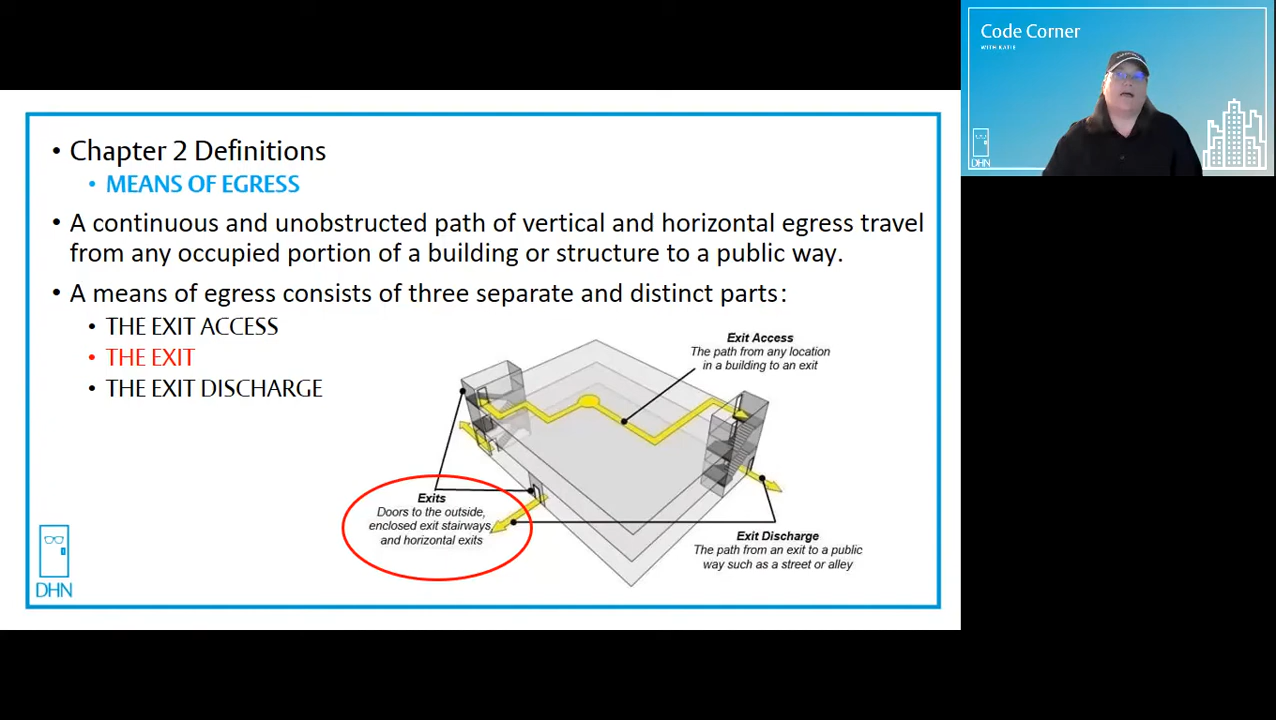 • Chapter 2 Definitions
• MEANS OF EGRESS
• A continuous and unobstructed path of vertical and horizontal egress travel
from any occupied portion of a building or structure to a public way.
• A means of egress consists of three separate and distinct parts:
• THE EXIT ACCESS
• THE EXIT
• THE EXIT DISCHARGE
Exit Access
The path from any location
in a building to an exit
Exits
Doors to the outside,
enclosed exit stairways
and horizontal exits
Exit Discharge
The path from an exit to a public
way such as a street or alley
DHN
Code Corner
WITH KATIE
DHN